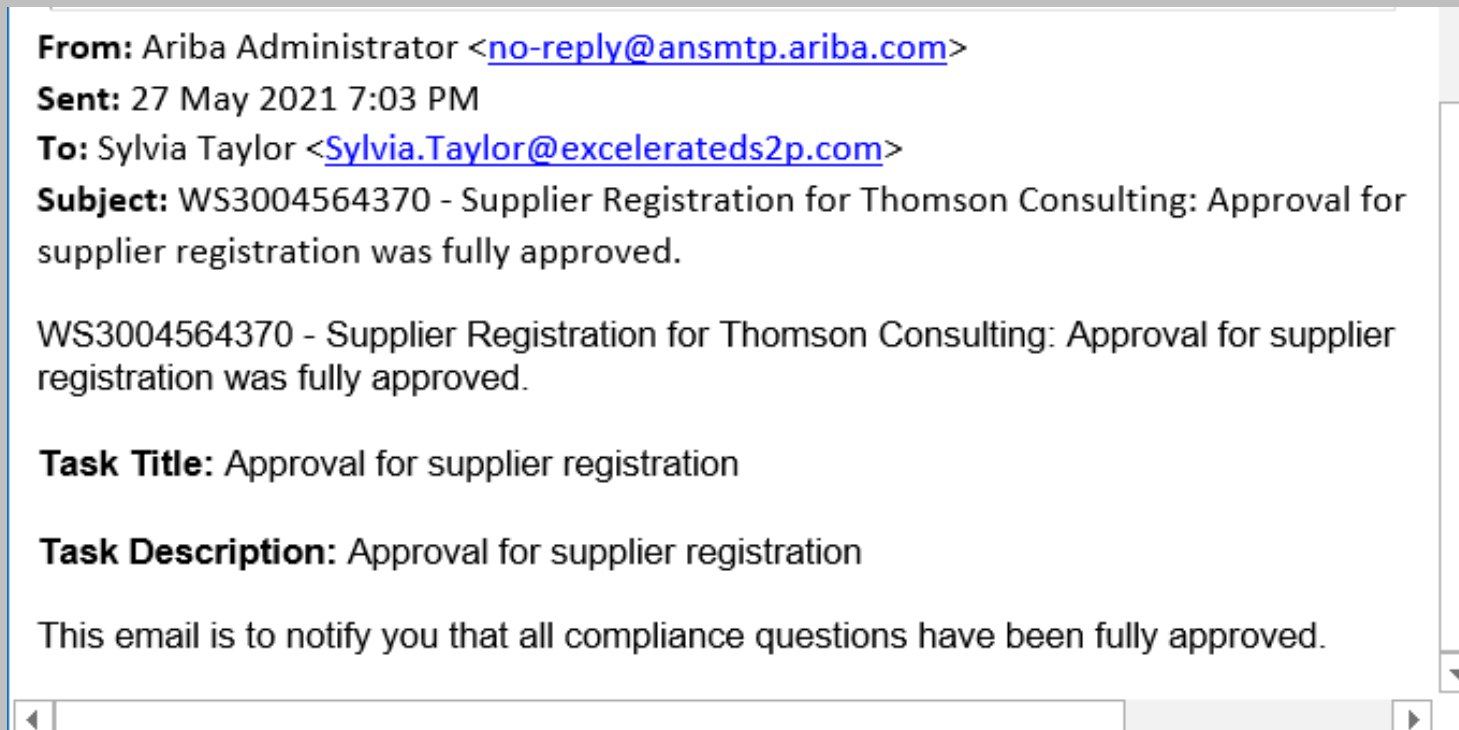 From: Ariba Administrator <no-reply@ansmtp.ariba.com>
Sent: 27 May 2021 7:03 PM
To: Sylvia Taylor <Sylvia.Taylor@excelerateds2p.com>
Subject: WS3004564370 - Supplier Registration for Thomson Consulting: Approval for
supplier registration was fully approved.
WS3004564370 - Supplier Registration for Thomson Consulting: Approval for supplier
registration was fully approved.
Task Title: Approval for supplier registration
Task Description: Approval for supplier registration
This email is to notify you that all compliance questions have been fully approved.